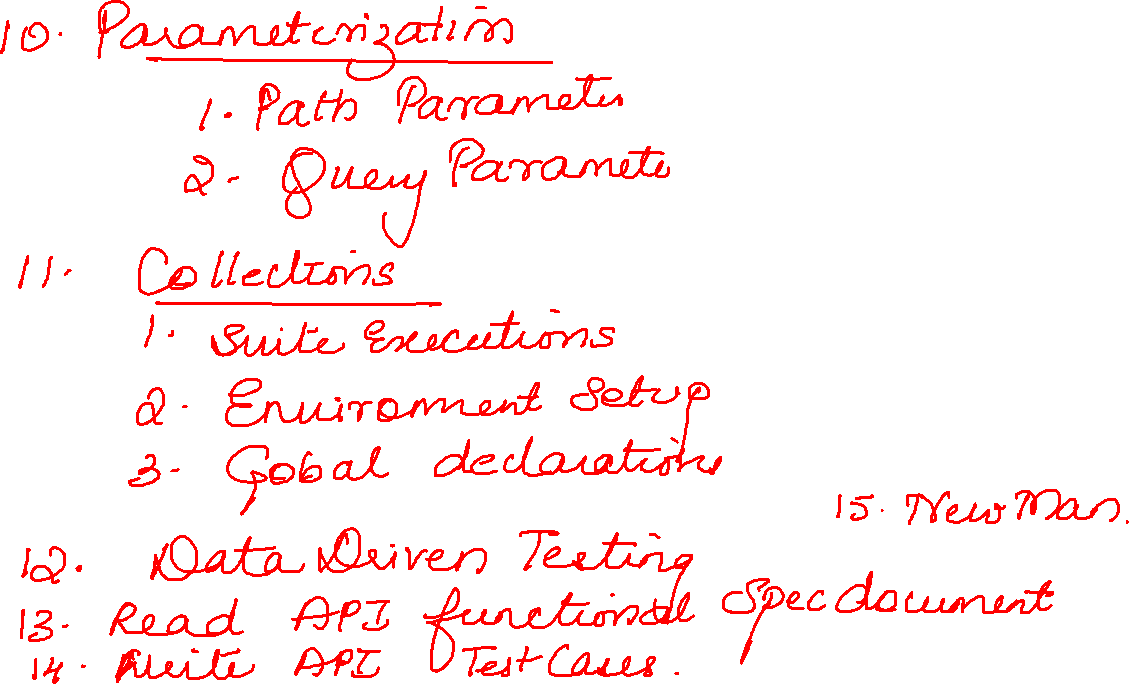 10. Parameterization
1. Path Parameter
2. Query Paramete
11. Collections
1. Suite Executions
2. Environment Setup
3. Gobal declarations
15. NewMan.
12. Data Driven Testing
13. Read API functional Spec document
14. Write API Test Cases.